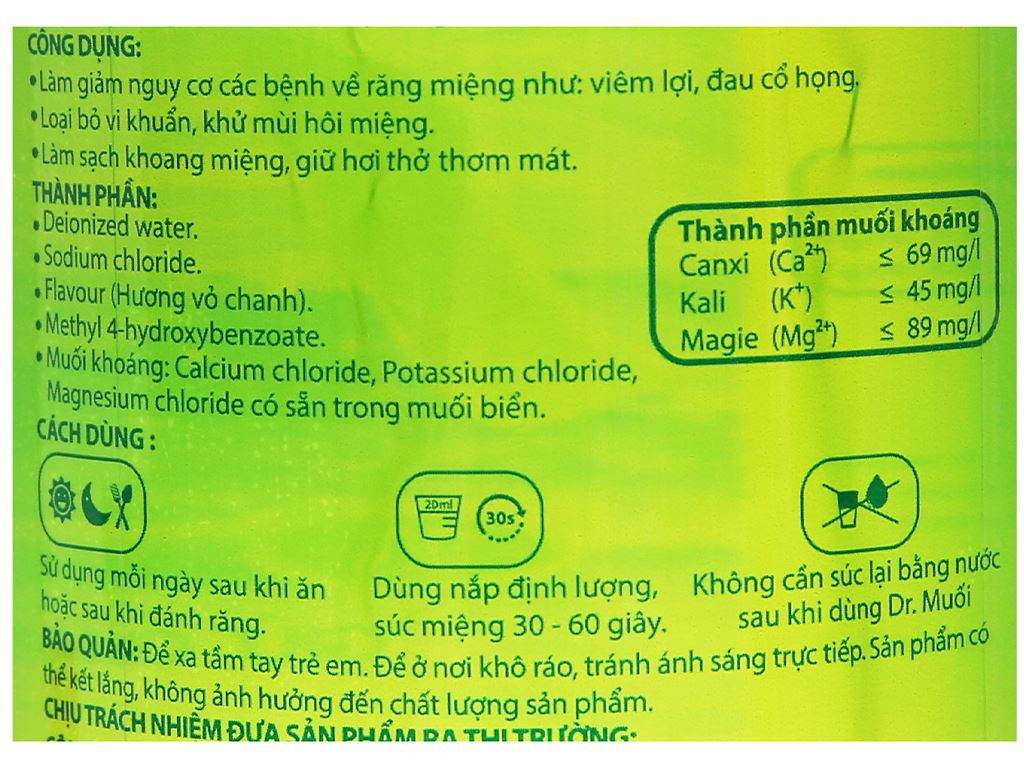 CÔNG DỤNG:
•Làm giảm nguy cơ các bệnh về răng miệng như: viêm lợi, đau cổ họng.
•Loại bỏ vi khuẩn, khử mùi hôi miệng.
•Làm sạch khoang miệng, giữ hơi thở thơm mát.
THÀNH PHẦN:
•Deionized water.
•Sodium chloride.
•Flavour (Hương vỏ chanh).
•Methyl 4-hydroxybenzoate.
•Muối khoáng: Calcium chloride, Potassium chloride,
Magnesium chloride có sẵn trong muối biển.
Thành phần muối khoáng
Canxi (Ca²⁺) ≤ 69 mg/l
Kali (K⁺) ≤ 45 mg/l
Magie (Mg²⁺) ≤ 89 mg/l
CÁCH DÙNG :
20ml
30s
Sử dụng mỗi ngày sau khi ăn
hoặc sau khi đánh răng.
Dùng nắp định lượng,
súc miệng 30 - 60 giây.
Không cần súc lại bằng nước
sau khi dùng Dr. Muối
BẢO QUẢN: Để xa tầm tay trẻ em. Để ở nơi khô ráo, tránh ánh sáng trực tiếp. Sản phẩm có
thể kết lắng, không ảnh hưởng đến chất lượng sản phẩm.
CHỊU TRÁCH NHIỆM ĐƯA SẢN PHẨM RA THỊ TRƯỜNG: